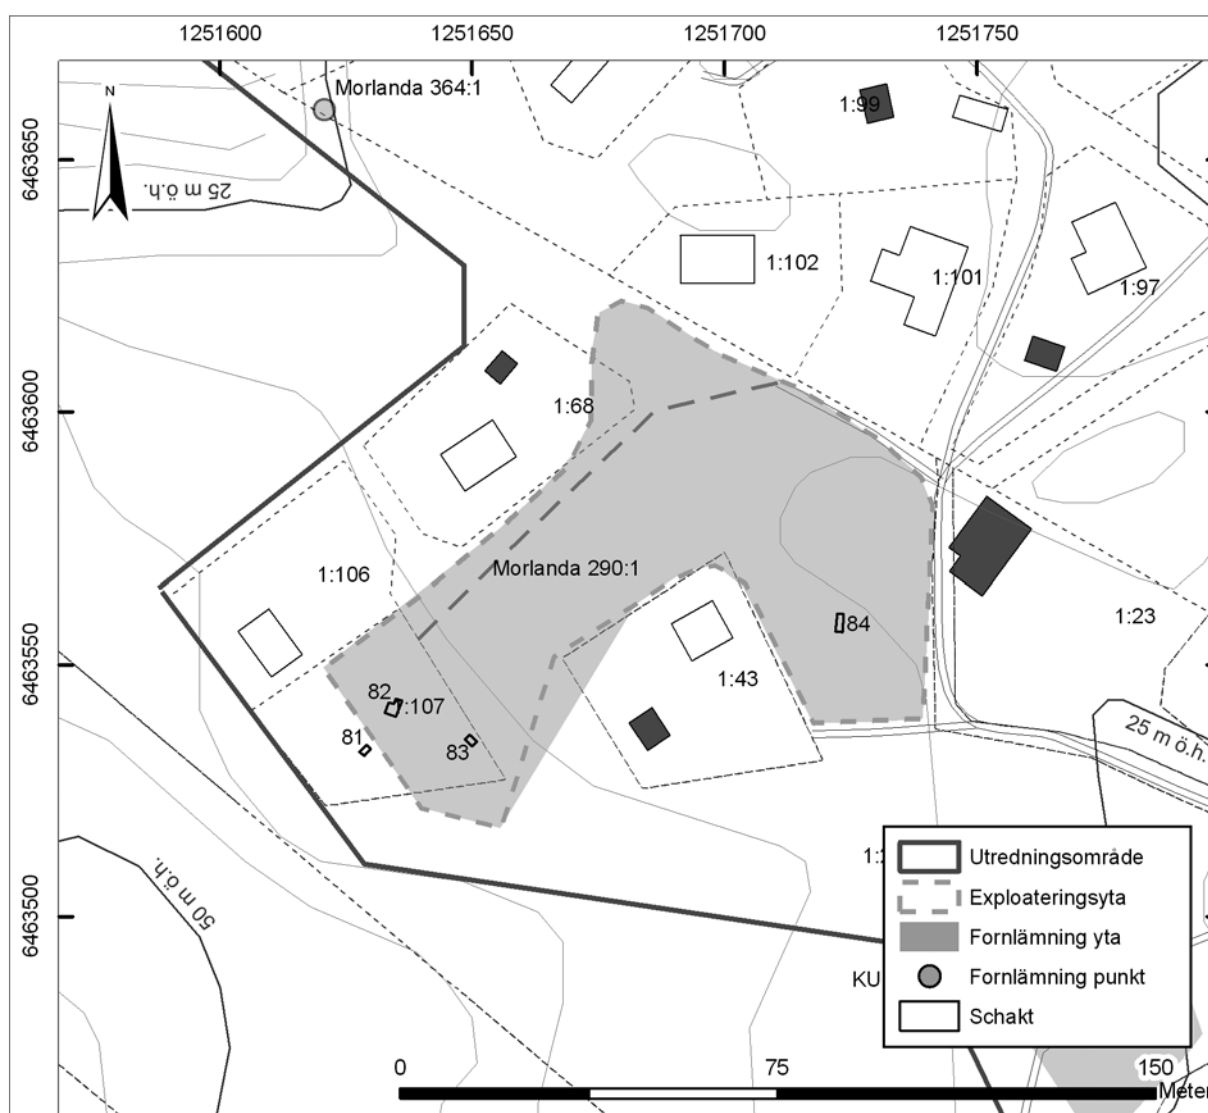 1251600 1251650 1251700 1251750
Morlanda 364:1
N
1:99
6463650
25 m ö.h.
1:102
1:101
1:97
6463600
1:68
1:106
Morlanda 290:1
84
1:23
6463550
1:43
82
1:107
81
83
25 m ö.h.
50 m ö.h.
6463500
Utredningsområde
Exploateringsyta
Fornlämning yta
KU
Fornlämning punkt
Schakt
0 75 150
Meter